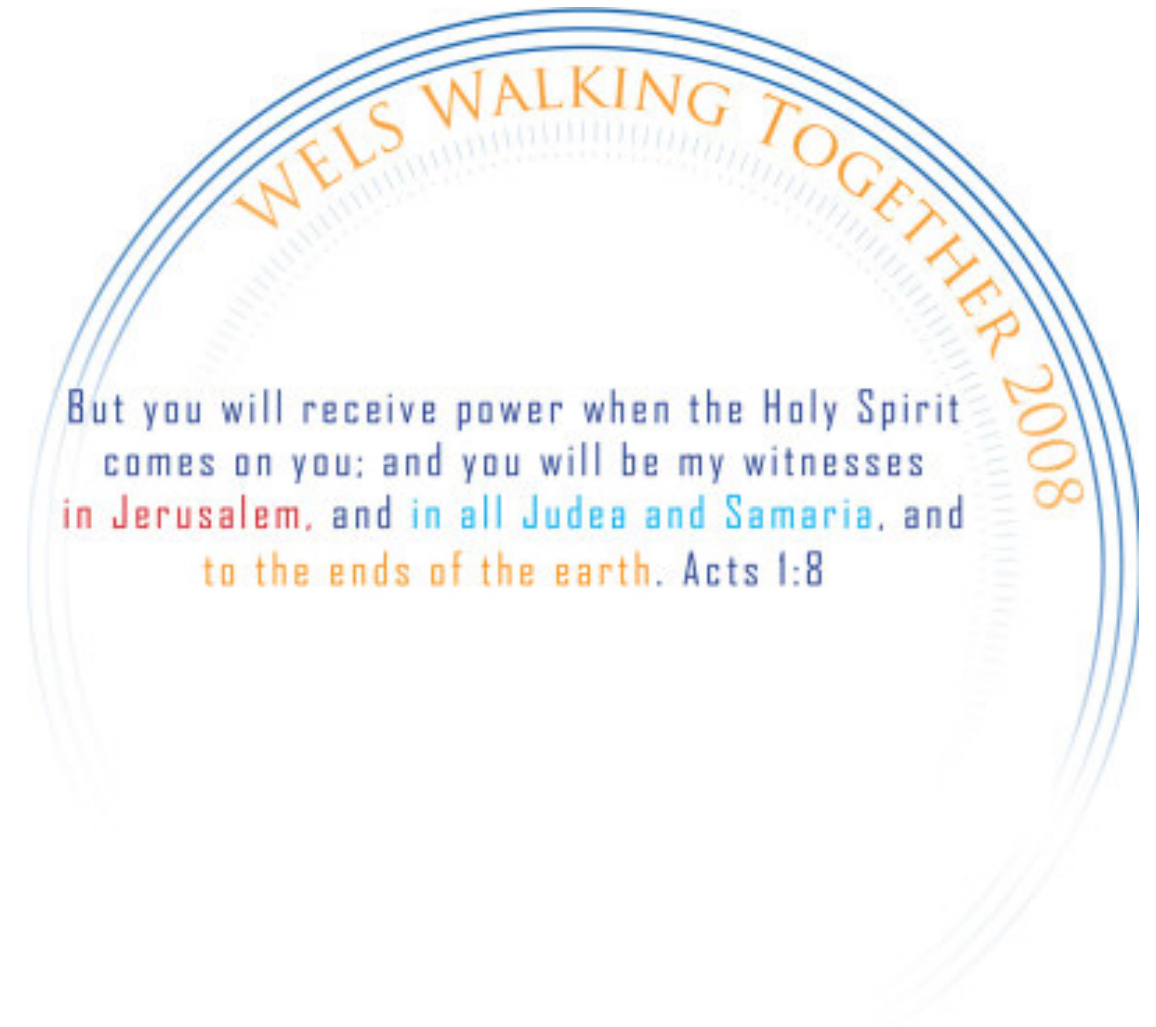 WELS WALKING TOGETHER 2008
But you will receive power when the Holy Spirit
comes on you; and you will be my witnesses
in Jerusalem, and in all Judea and Samaria, and
to the ends of the earth. Acts 1:8